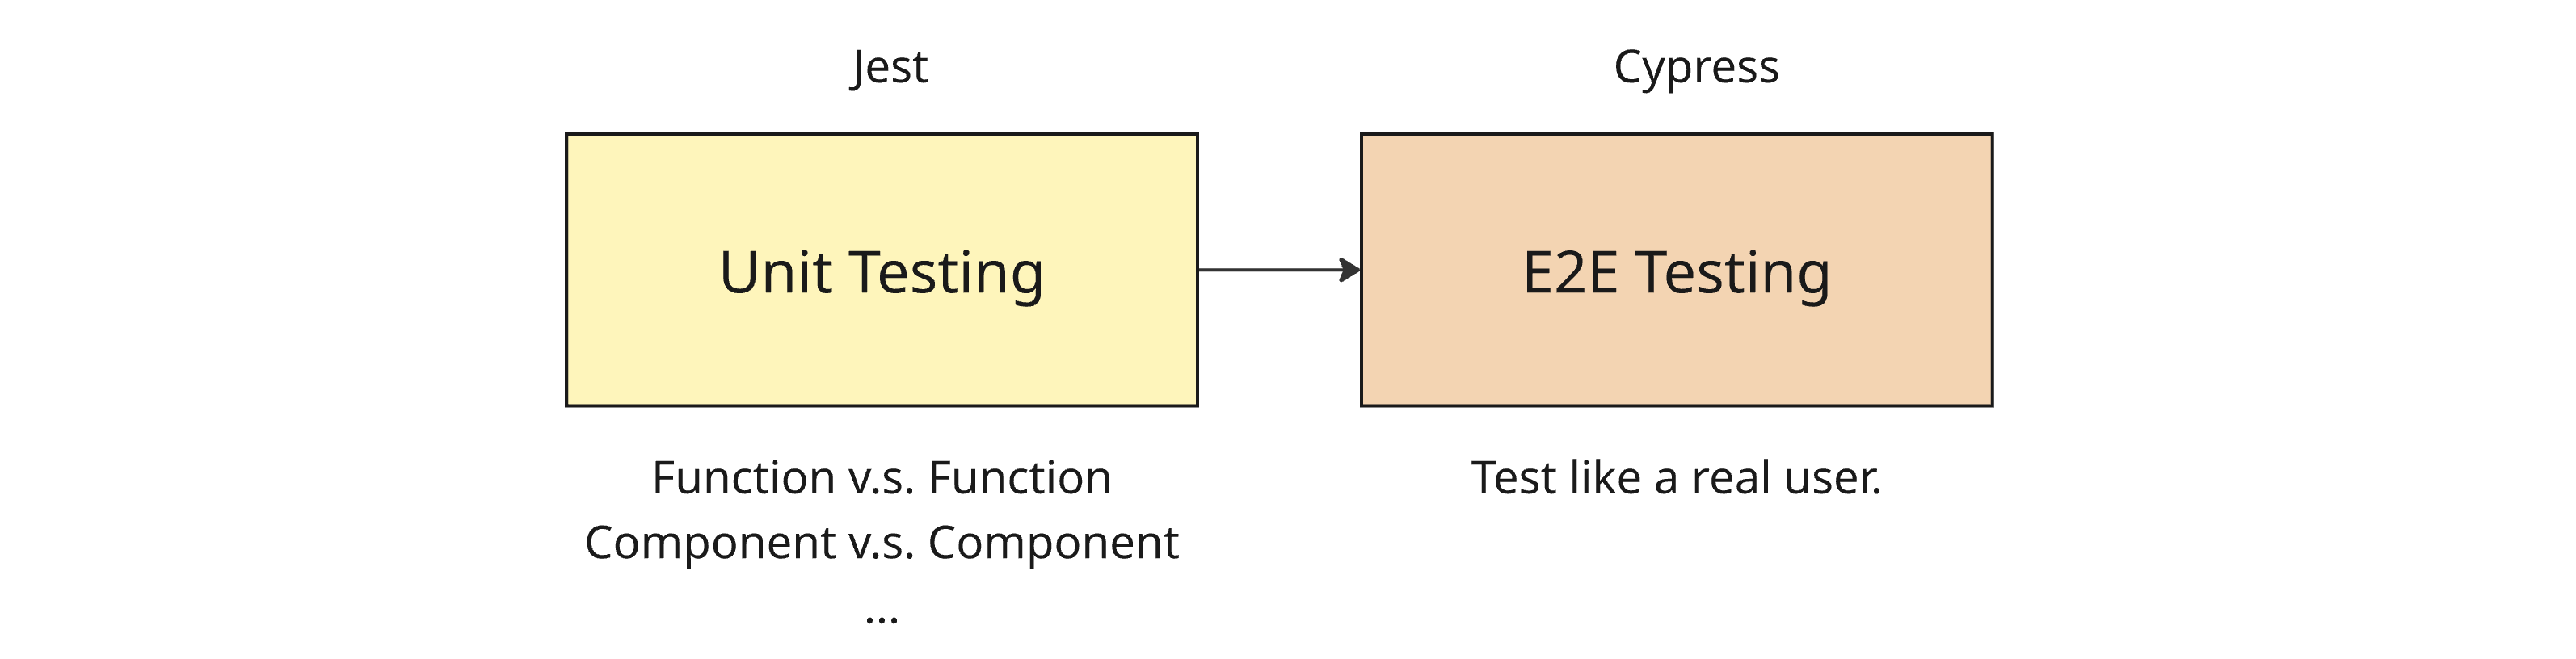 Jest
Cypress
Unit Testing
E2E Testing
Function v.s. Function
Component v.s. Component
...
Test like a real user.